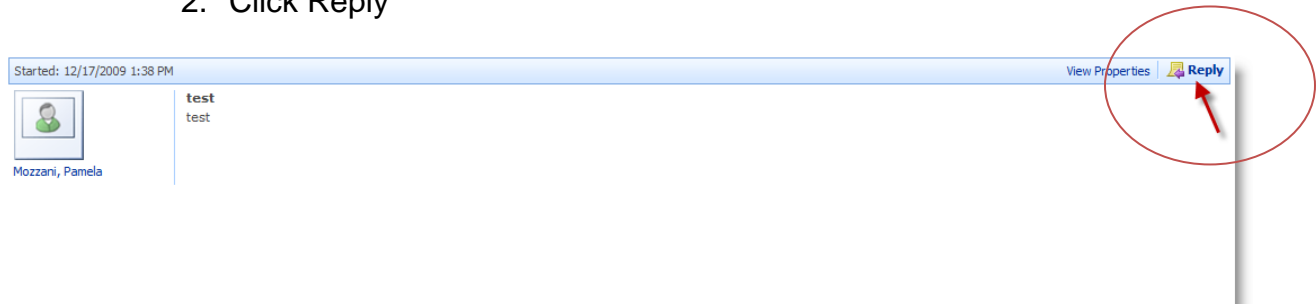 2. Click Reply
Started: 12/17/2009 1:38 PM View Properties Reply
test
test
Mozzani, Pamela